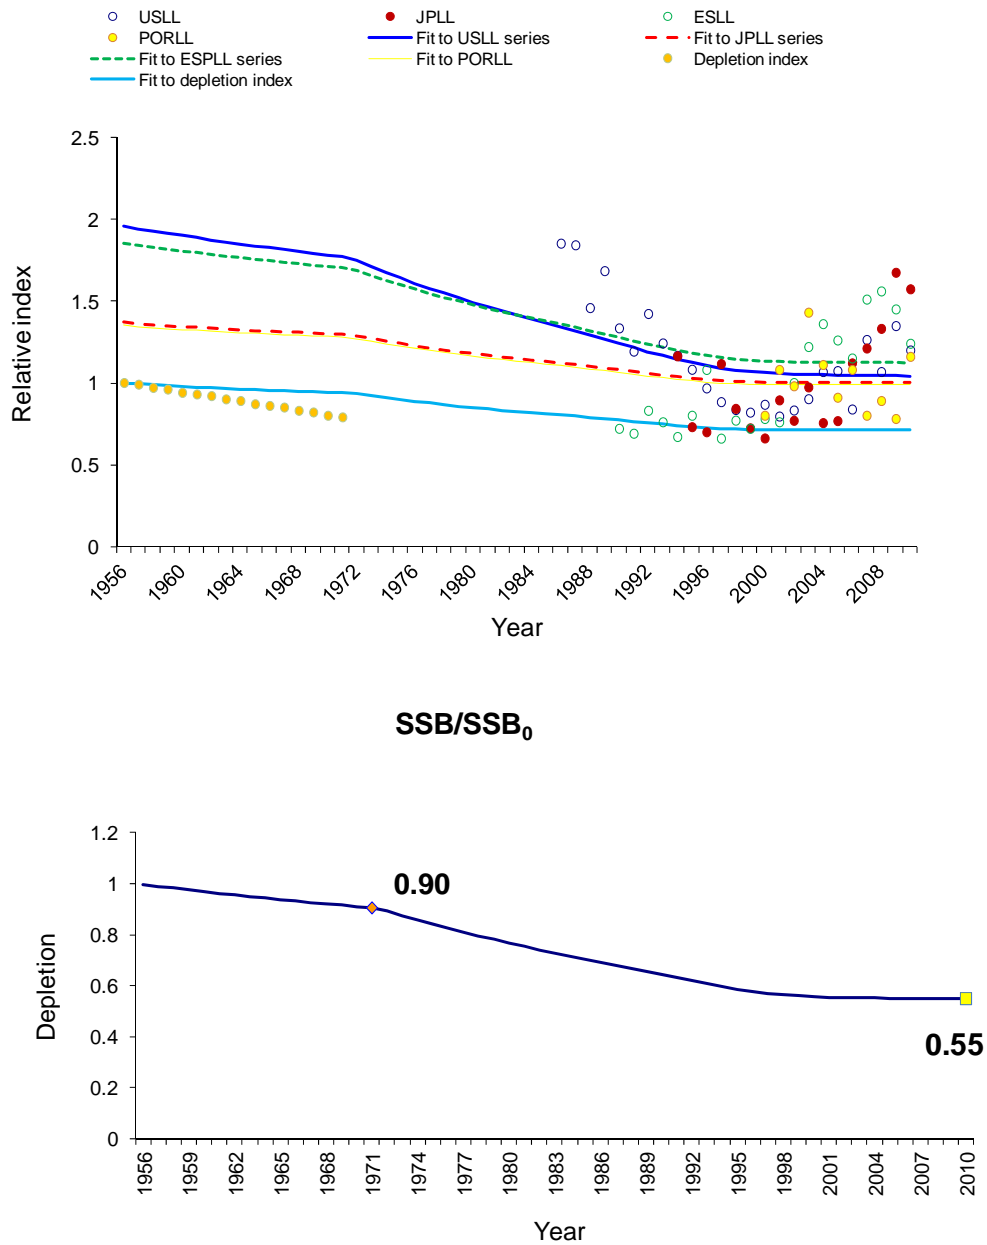 USLL JPLL ESLL
PORLL Fit to USLL series Fit to JPLL series
Fit to ESPLL series Fit to PORLL Depletion index
Fit to depletion index
2.5
2
1.5
1
0.5
0
Relative index
1956 1960 1964 1968 1972 1976 1980 1984 1988 1992 1996 2000 2004 2008
Year
SSB/SSB₀
1.2
1
0.8
0.6
0.4
0.2
0
Depletion
0.90
0.55
1956 1959 1962 1965 1968 1971 1974 1977 1980 1983 1986 1989 1992 1995 1998 2001 2004 2007 2010
Year